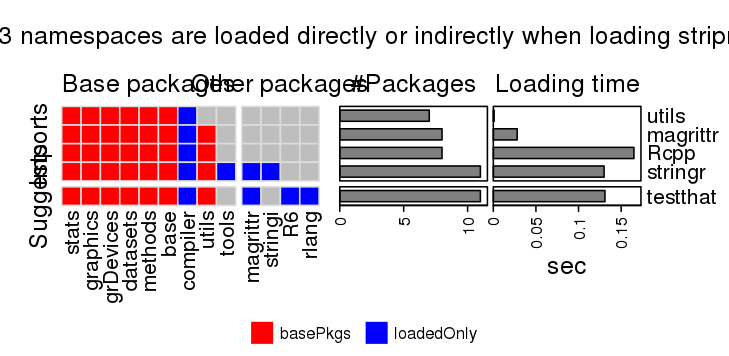 3 namespaces are loaded directly or indirectly when loading strip
Base packages
Other packages
#Packages
Loading time
Imports
Suggests
utils
magrittr
Rcpp
stringr
testthat
stats
graphics
grDevices
datasets
methods
base
compiler
utils
tools
magrittr
stringi
R6
rlang
0
5
10
0
0.05
0.1
0.15
sec
basePkgs
loadedOnly